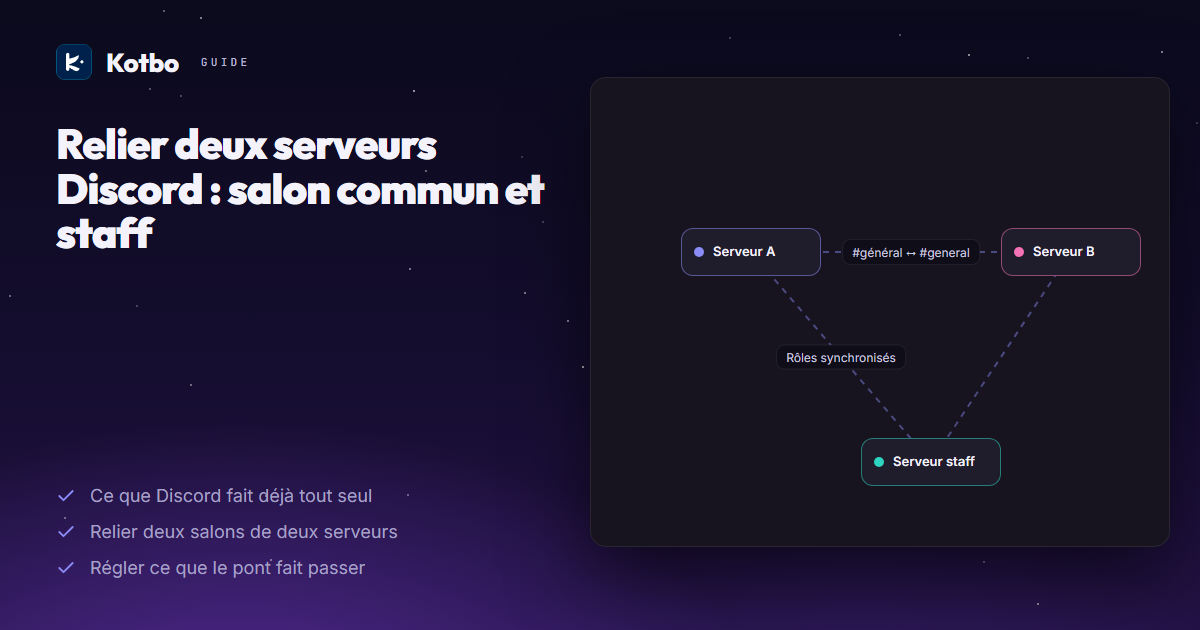 Kotbo
GUIDE
Relier deux serveurs
Discord : salon commun et
staff
Ce que Discord fait déjà tout seul
Relier deux salons de deux serveurs
Régler ce que le pont fait passer
Serveur A
#général ↔ #general
Serveur B
Rôles synchronisés
Serveur staff